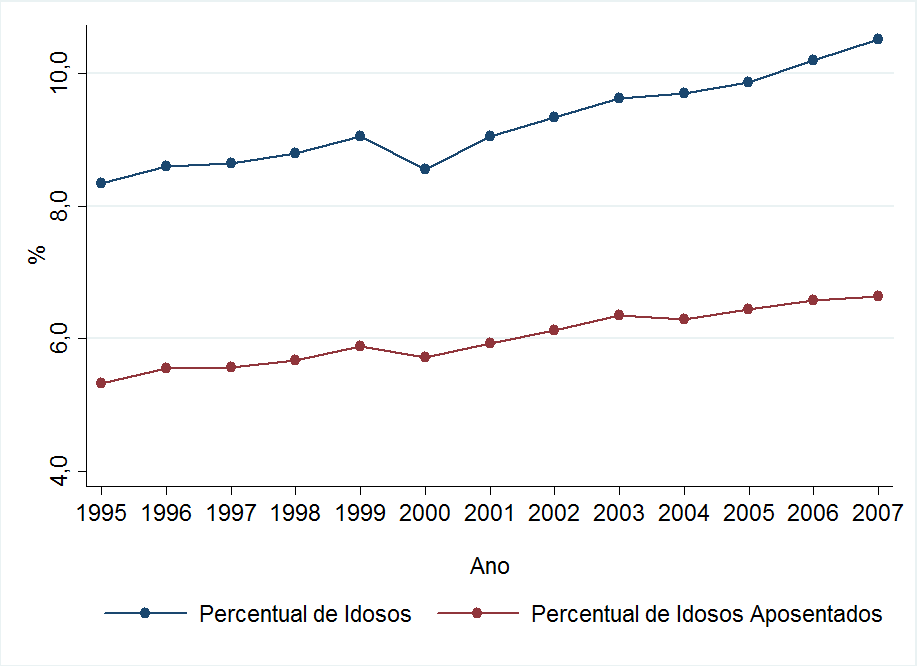 10,0
8,0
%
6,0
4,0
1995 1996 1997 1998 1999 2000 2001 2002 2003 2004 2005 2006 2007
Ano
Percentual de Idosos Percentual de Idosos Aposentados